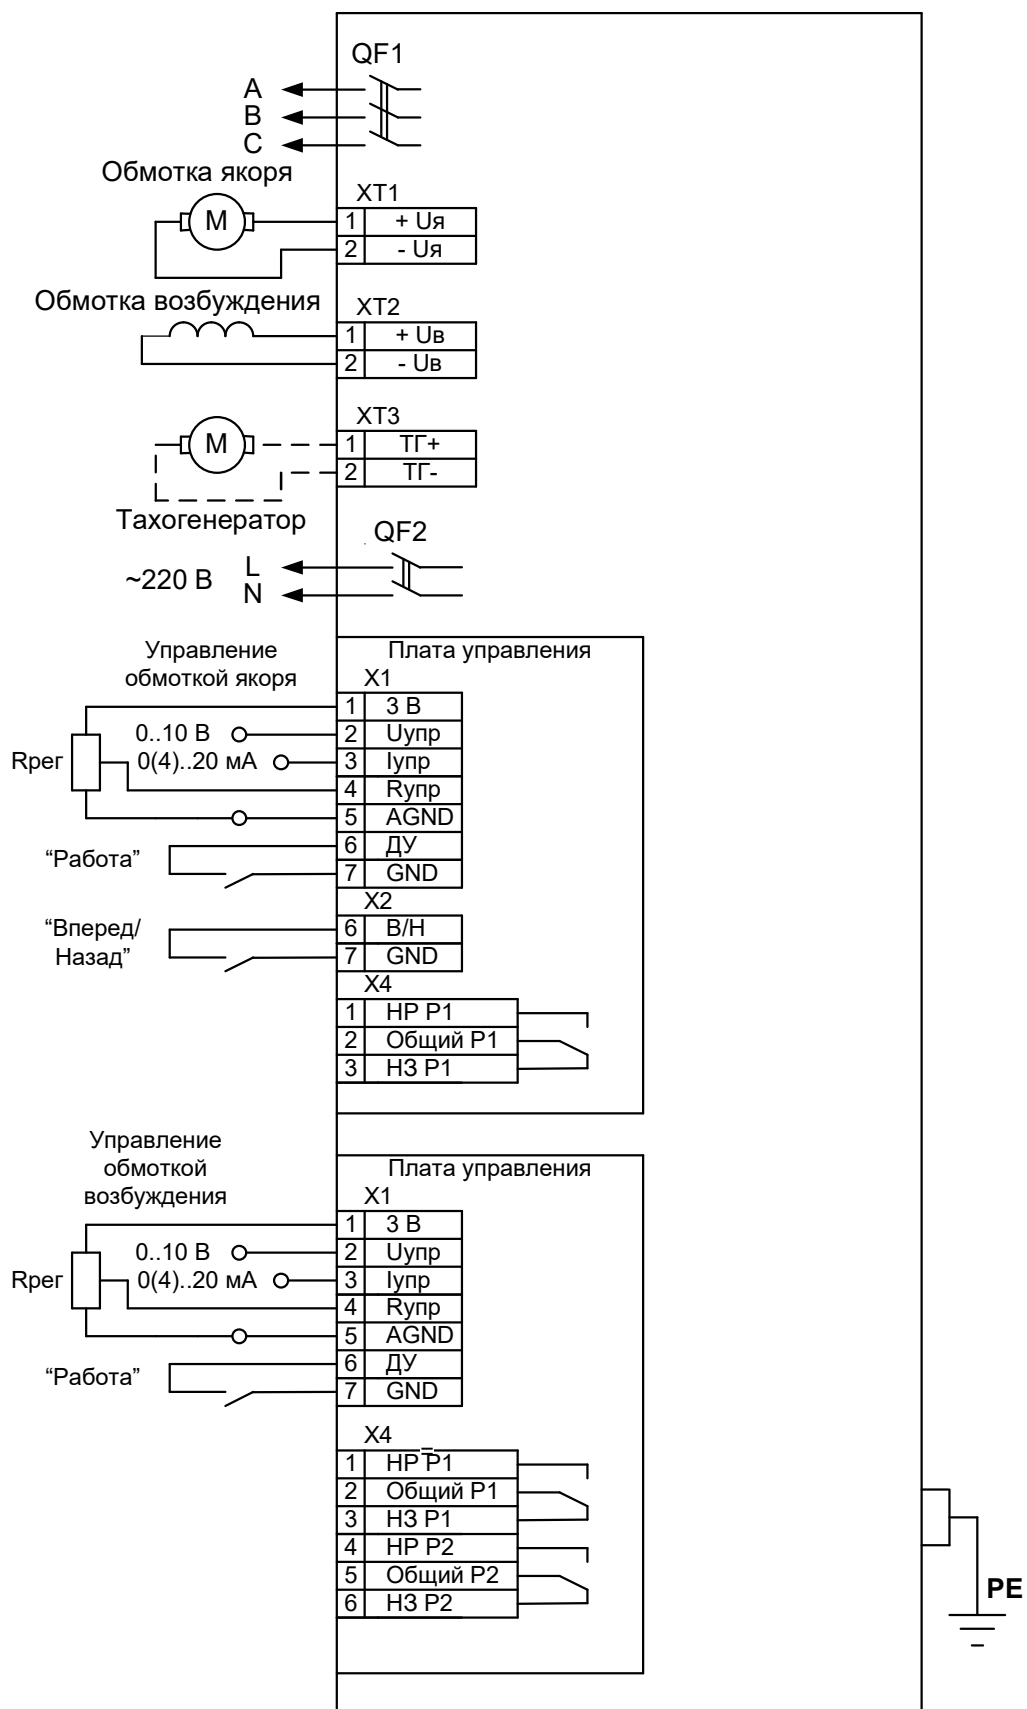 QF1
A
B
C
Обмотка якоря
M
XT1
1 + Uя
2 - Uя
Обмотка возбуждения
XT2
1 + Uв
2 - Uв
XT3
M
1 ТГ+
2 ТГ-
Тахогенератор
QF2
~220 В
L
N
Управление
обмоткой якоря
Плата управления
X1
1 3 В
0..10 В 2 Uупр
Rрег 0(4)..20 мА 3 Iупр
4 Rупр
5 AGND
“Работа” 6 ДУ
7 GND
X2
“Вперед/
Назад”
6 В/Н
7 GND
X4
1 НР Р1
2 Общий Р1
3 НЗ Р1
Управление
обмоткой
возбуждения
Плата управления
X1
1 3 В
0..10 В 2 Uупр
Rрег 0(4)..20 мА 3 Iупр
4 Rупр
5 AGND
“Работа” 6 ДУ
7 GND
X4
1 НР Р1
2 Общий Р1
3 НЗ Р1
4 НР Р2
5 Общий Р2
6 НЗ Р2
PE